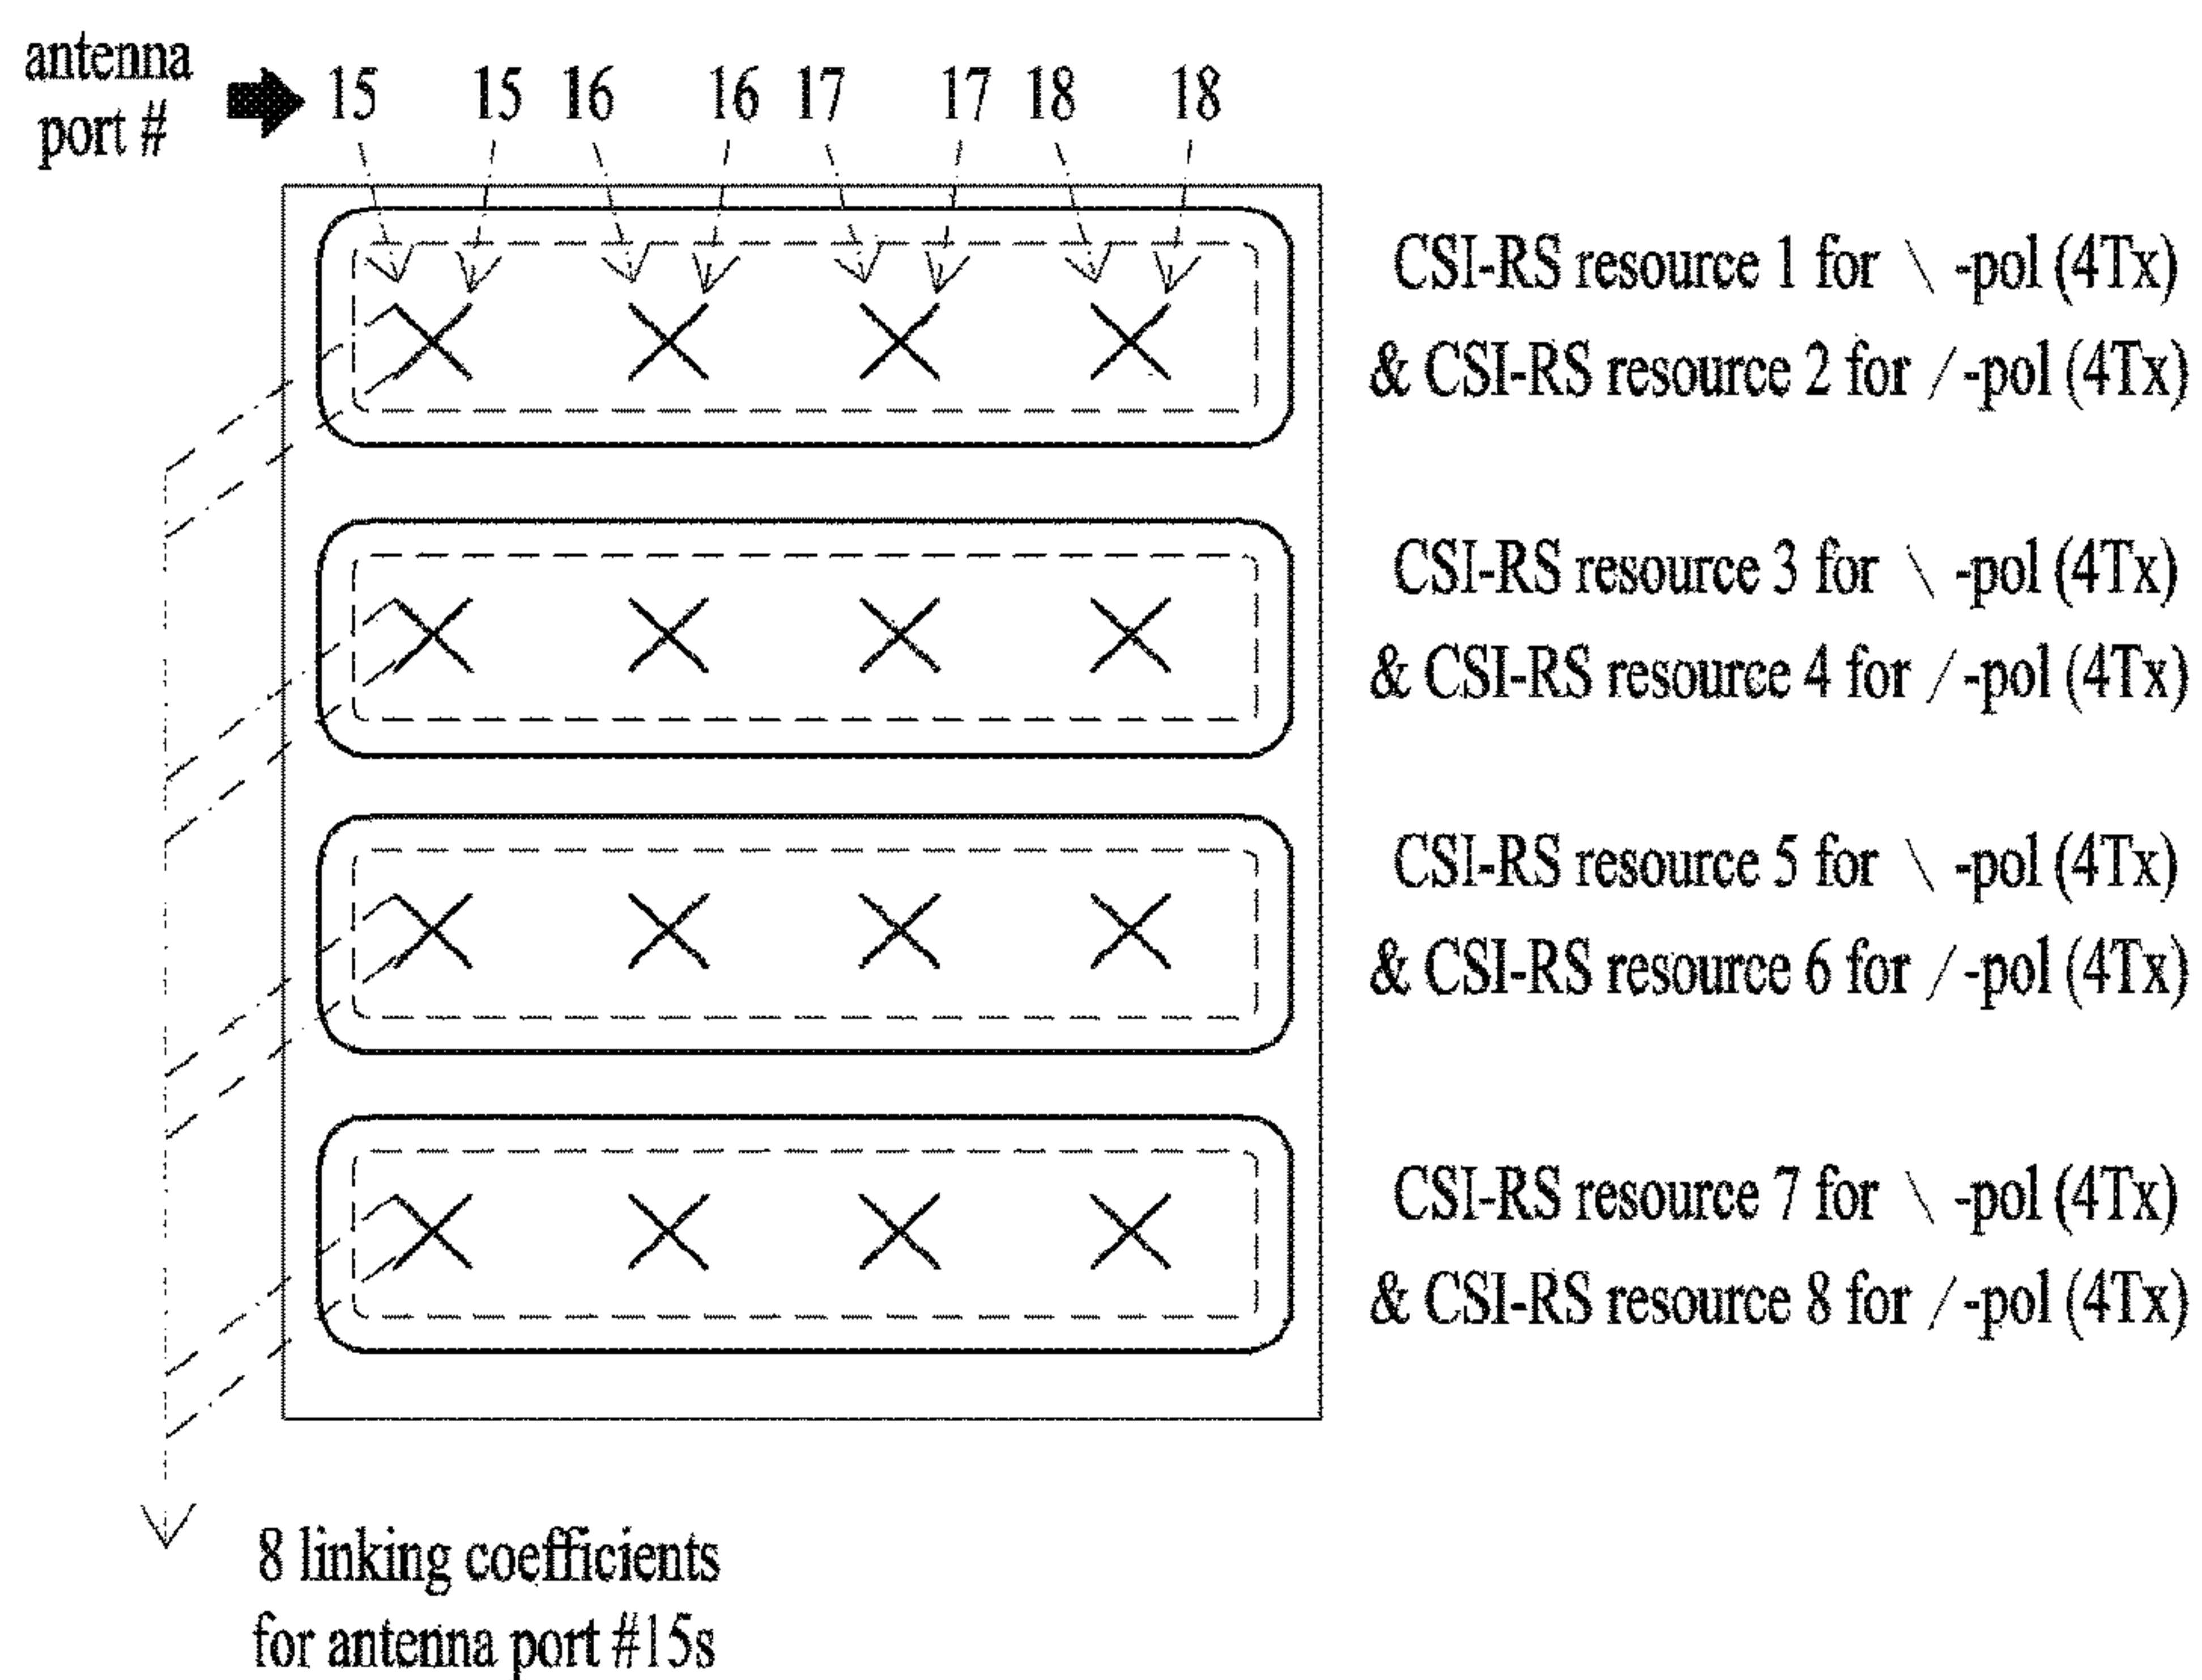 antenna
port #
15 15 16 16 17 17 18 18
CSI-RS resource 1 for \ -pol (4Tx)
& CSI-RS resource 2 for / -pol (4Tx)
CSI-RS resource 3 for \ -pol (4Tx)
& CSI-RS resource 4 for / -pol (4Tx)
CSI-RS resource 5 for \ -pol (4Tx)
& CSI-RS resource 6 for / -pol (4Tx)
CSI-RS resource 7 for \ -pol (4Tx)
& CSI-RS resource 8 for / -pol (4Tx)
8 linking coefficients
for antenna port #15s